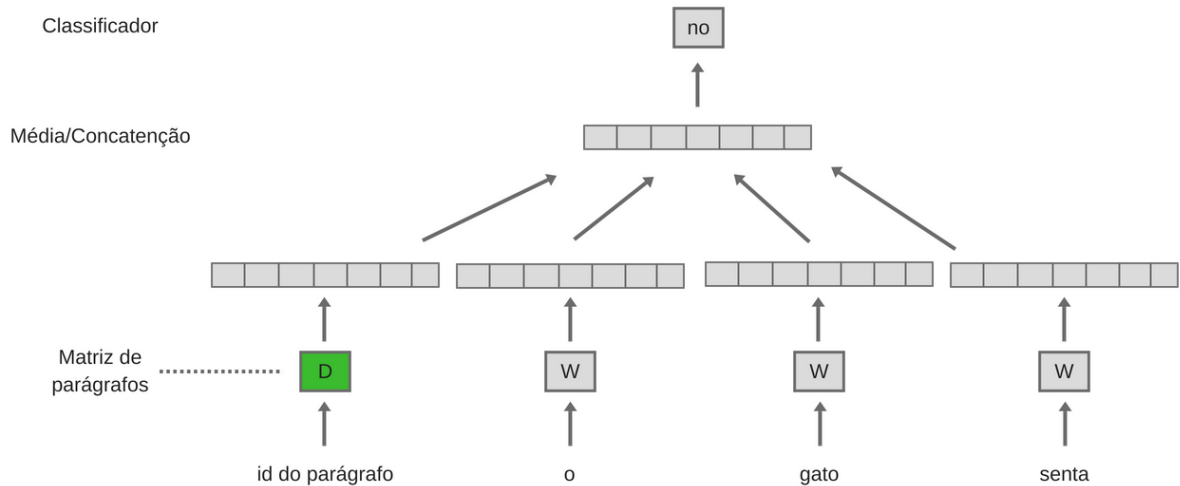 Classificador
no
Média/Concatenção
Matriz de
parágrafos
D
W
W
W
id do parágrafo
o
gato
senta